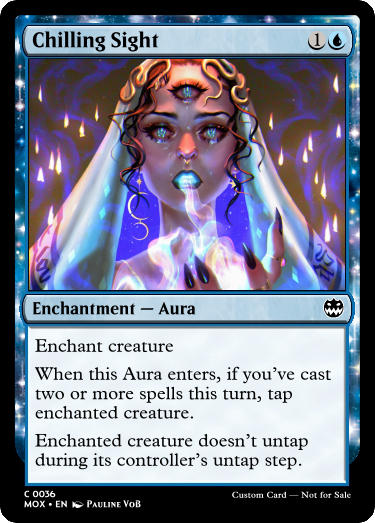 Chilling Sight 1
Enchantment — Aura
Enchant creature
When this Aura enters, if you've cast
two or more spells this turn, tap
enchanted creature.
Enchanted creature doesn't untap
during its controller's untap step.
C 0036
MOX • EN Pauline VoB
Custom Card — Not for Sale